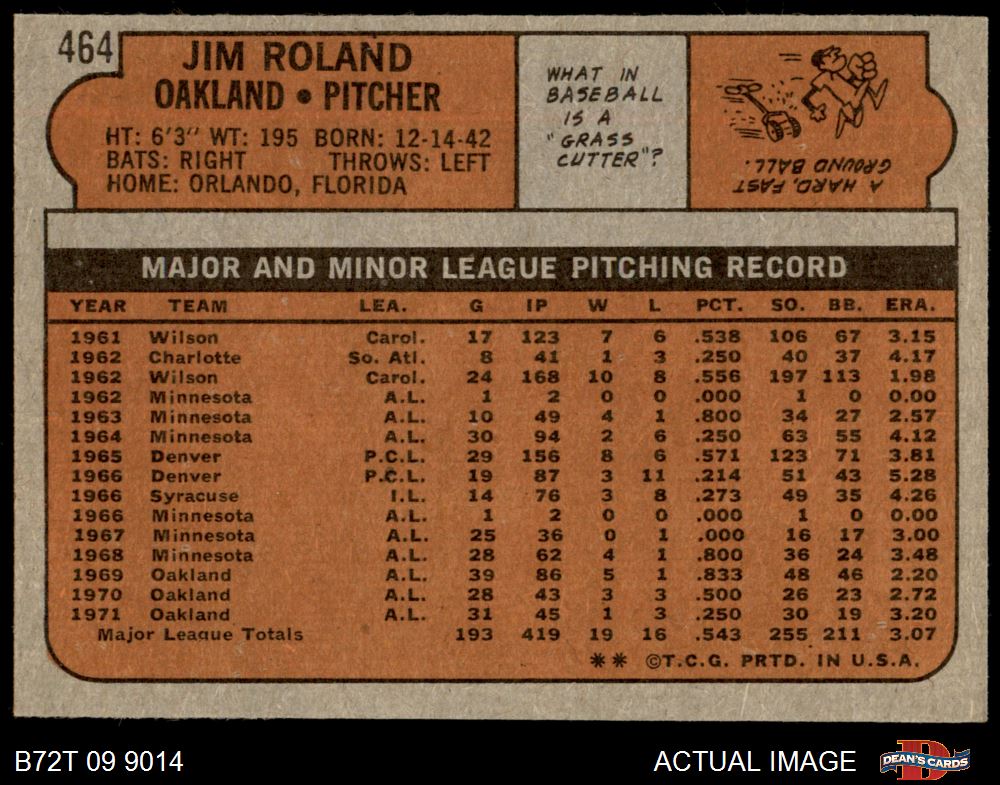 464
JIM ROLAND
OAKLAND • PITCHER
HT: 6'3" WT: 195 BORN: 12-14-42
BATS: RIGHT THROWS: LEFT
HOME: ORLANDO, FLORIDA
WHAT IN
BASEBALL
IS A
"GRASS
CUTTER"?
A HARD, FAST
GROUND BALL.
MAJOR AND MINOR LEAGUE PITCHING RECORD
YEAR TEAM LEA. G IP W L PCT. SO. BB. ERA.
1961 Wilson Carol. 17 123 7 6 .538 106 67 3.15
1962 Charlotte So. Atl. 8 41 1 3 .250 40 37 4.17
1962 Wilson Carol. 24 168 10 8 .556 197 113 1.98
1962 Minnesota A.L. 1 2 0 0 .000 1 0 0.00
1963 Minnesota A.L. 10 49 4 1 .800 34 27 2.57
1964 Minnesota A.L. 30 94 2 6 .250 63 55 4.12
1965 Denver P.C.L. 29 156 8 6 .571 123 71 3.81
1966 Denver P.C.L. 19 87 3 11 .214 51 43 5.28
1966 Syracuse I.L. 14 76 3 8 .273 49 35 4.26
1966 Minnesota A.L. 1 2 0 0 .000 1 0 0.00
1967 Minnesota A.L. 25 36 0 1 .000 16 17 3.00
1968 Minnesota A.L. 28 62 4 1 .800 36 24 3.48
1969 Oakland A.L. 39 86 5 1 .833 48 46 2.20
1970 Oakland A.L. 28 43 3 3 .500 26 23 2.72
1971 Oakland A.L. 31 45 1 3 .250 30 19 3.20
Major League Totals 193 419 19 16 .543 255 211 3.07
** ©T.C.G. PRTD. IN U.S.A.
B72T 09 9014 ACTUAL IMAGE D DEAN'S CARDS